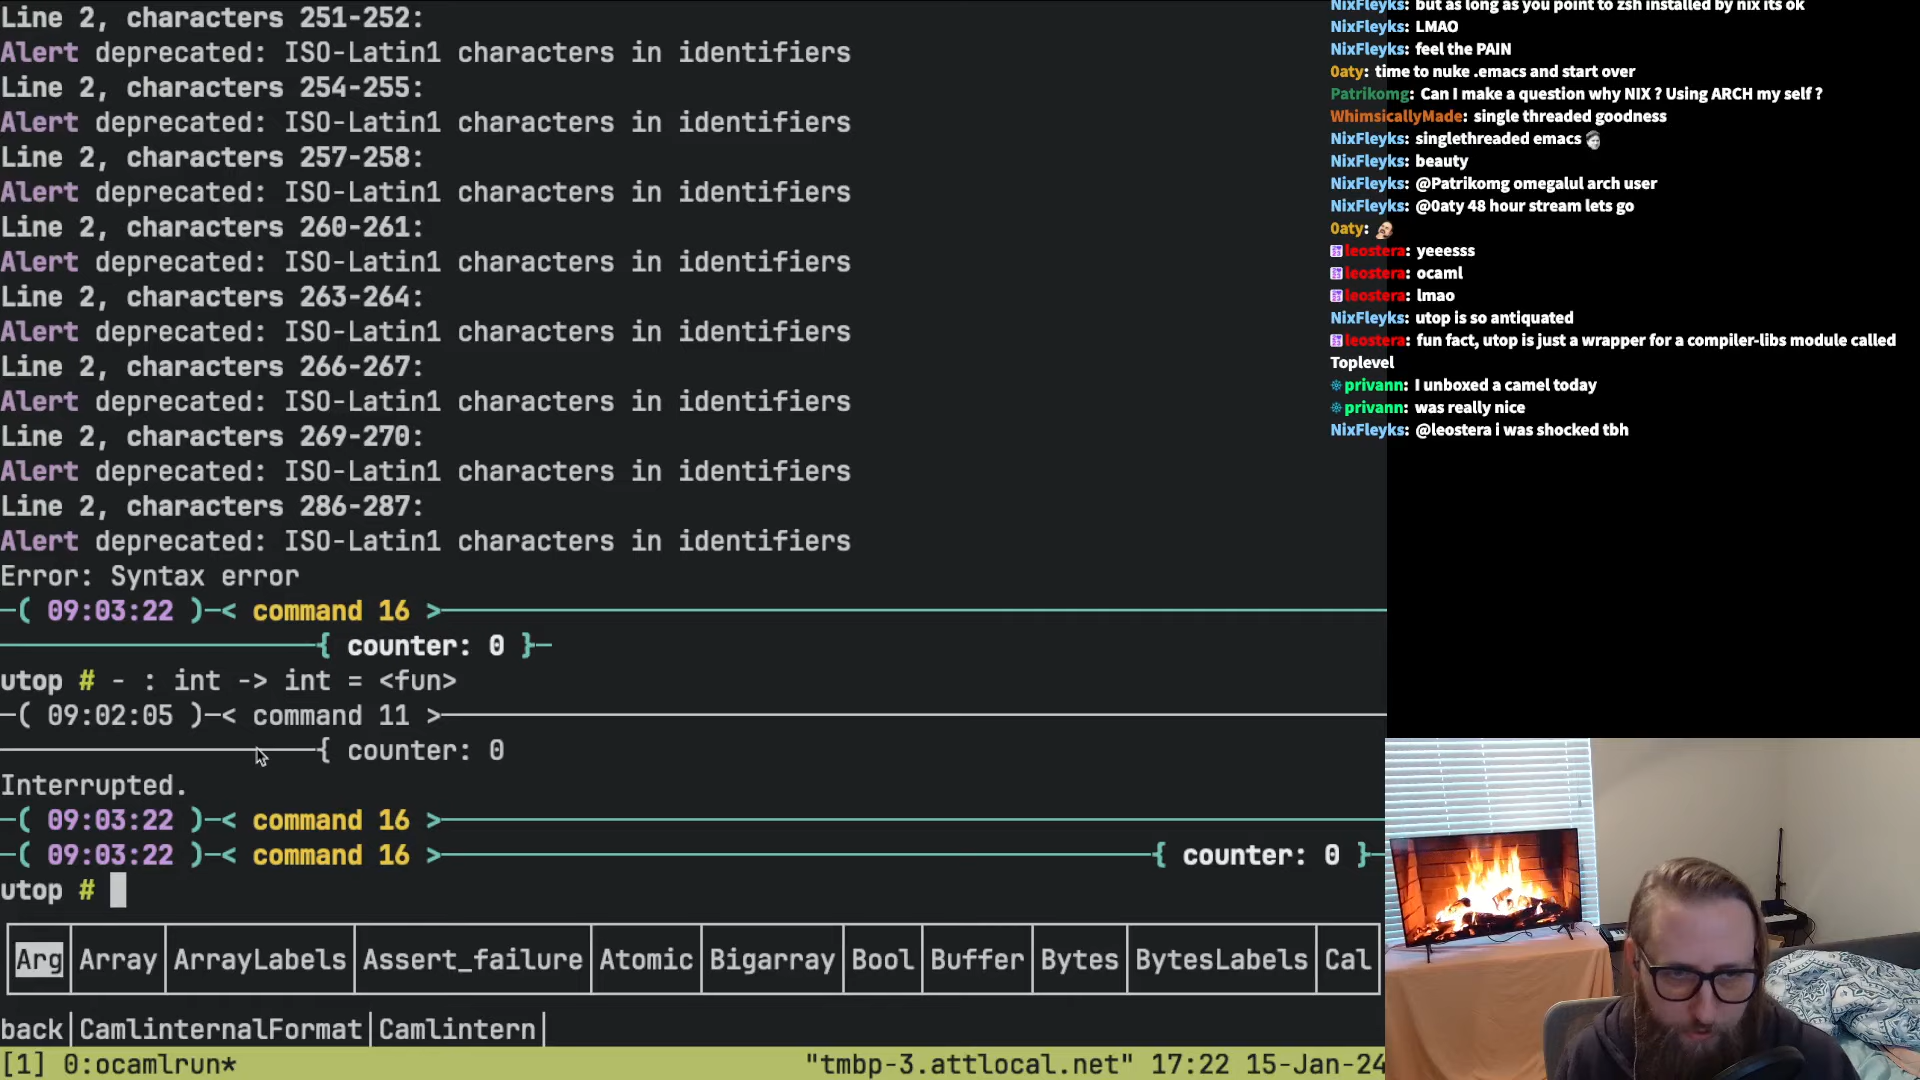 Line 2, characters 251-252:
Alert deprecated: ISO-Latin1 characters in identifiers
Line 2, characters 254-255:
Alert deprecated: ISO-Latin1 characters in identifiers
Line 2, characters 257-258:
Alert deprecated: ISO-Latin1 characters in identifiers
Line 2, characters 260-261:
Alert deprecated: ISO-Latin1 characters in identifiers
Line 2, characters 263-264:
Alert deprecated: ISO-Latin1 characters in identifiers
Line 2, characters 266-267:
Alert deprecated: ISO-Latin1 characters in identifiers
Line 2, characters 269-270:
Alert deprecated: ISO-Latin1 characters in identifiers
Line 2, characters 286-287:
Alert deprecated: ISO-Latin1 characters in identifiers
Error: Syntax error
─( 09:03:22 )─< command 16 >─
─{ counter: 0 }─
utop # - : int -> int = <fun>
─( 09:02:05 )─< command 11 >─
─{ counter: 0
Interrupted.
─( 09:03:22 )─< command 16 >─
─( 09:03:22 )─< command 16 >─{ counter: 0 }─
utop #
Arg│Array│ArrayLabels│Assert_failure│Atomic│Bigarray│Bool│Buffer│Bytes│BytesLabels│Cal
back│CamlinternalFormat│Camlintern│
[1] 0:ocamlrun* "tmbp-3.attlocal.net" 17:22 15-Jan-24
NixFleyks: but as long as you point to zsh installed by nix its ok
NixFleyks: LMAO
NixFleyks: feel the PAIN
0aty: time to nuke .emacs and start over
Patrikomg: Can I make a question why NIX ? Using ARCH my self ?
WhimsicallyMade: single threaded goodness
NixFleyks: singlethreaded emacs
NixFleyks: beauty
NixFleyks: @Patrikomg omegalul arch user
NixFleyks: @0aty 48 hour stream lets go
0aty:
leostera: yeeesss
leostera: ocaml
leostera: lmao
NixFleyks: utop is so antiquated
leostera: fun fact, utop is just a wrapper for a compiler-libs module called
Toplevel
privann: I unboxed a camel today
privann: was really nice
NixFleyks: @leostera i was shocked tbh